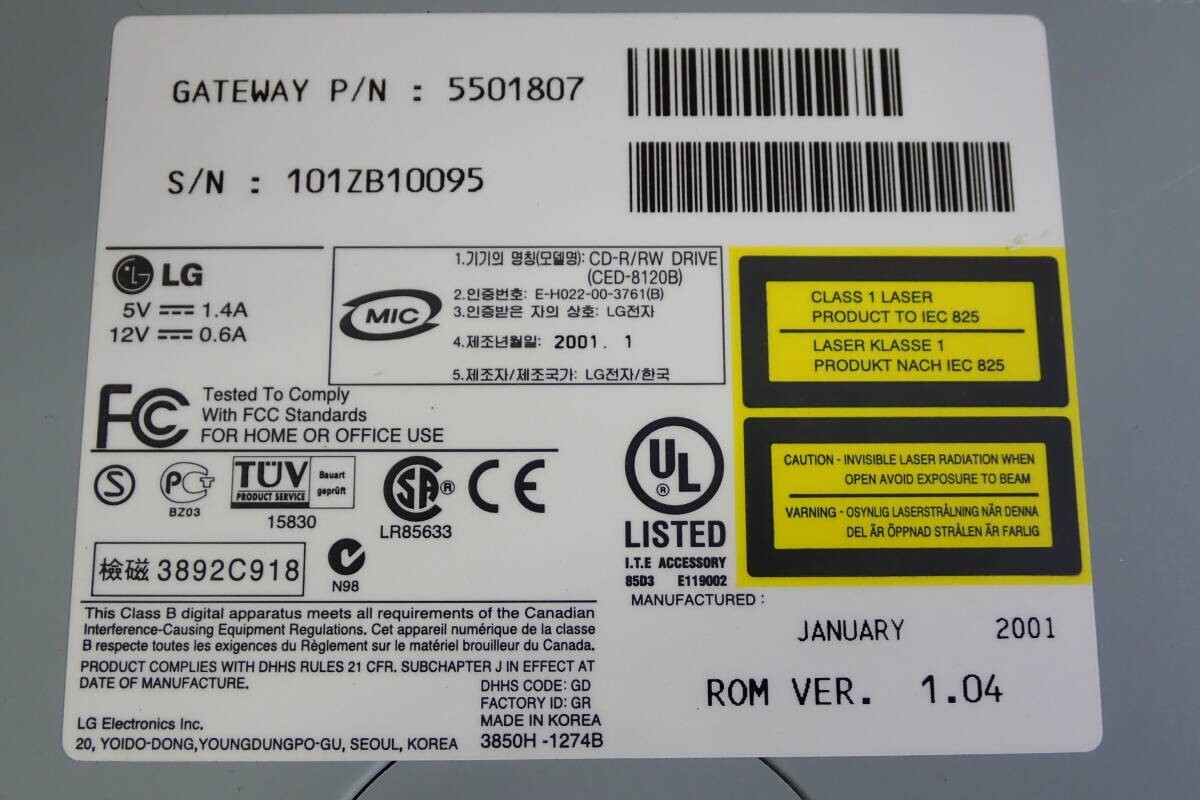 GATEWAY P/N : 5501807
S/N : 101ZB10095
LG
5V 1.4A
12V 0.6A
MIC
1.기기의 명칭(모델명): CD-R/RW DRIVE
(CED-8120B)
2.인증번호: E-H022-00-3761(B)
3.인증받은 자의 상호: LG전자
4.제조년월일: 2001. 1
5.제조자/제조국가: LG전자/한국
CLASS 1 LASER
PRODUCT TO IEC 825
LASER KLASSE 1
PRODUKT NACH IEC 825
FCC
Tested To Comply
With FCC Standards
FOR HOME OR OFFICE USE
S
PCT
BZ03
TÜV
PRODUCT SERVICE
Bauart
geprüft
15830
SA ®
LR85633
CE
UL ®
LISTED
I.T.E ACCESSORY
85D3 E119002
CAUTION - INVISIBLE LASER RADIATION WHEN
OPEN AVOID EXPOSURE TO BEAM
VARNING - OSYNLIG LASERSTRÅLNING NÄR DENNA
DEL ÄR ÖPPNAD STRÅLEN ÄR FARLIG
檢磁 3892C918
N98
MANUFACTURED :
JANUARY 2001
ROM VER. 1.04
This Class B digital apparatus meets all requirements of the Canadian
Interference-Causing Equipment Regulations. Cet appareil numérique de la classe
B respecte toutes les exigences du Règlement sur le matériel brouilleur du Canada.
PRODUCT COMPLIES WITH DHHS RULES 21 CFR. SUBCHAPTER J IN EFFECT AT
DATE OF MANUFACTURE.
DHHS CODE: GD
FACTORY ID: GR
LG Electronics Inc. MADE IN KOREA
20, YOIDO-DONG,YOUNGDUNGPO-GU, SEOUL, KOREA 3850H -1274B